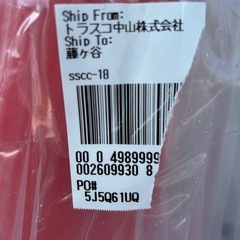 Ship From:
トラスコ中山株式会社
Ship To:
藤ヶ谷
sscc-18
00 0 4989999
002609930 8
PO#
5J5Q61UQ